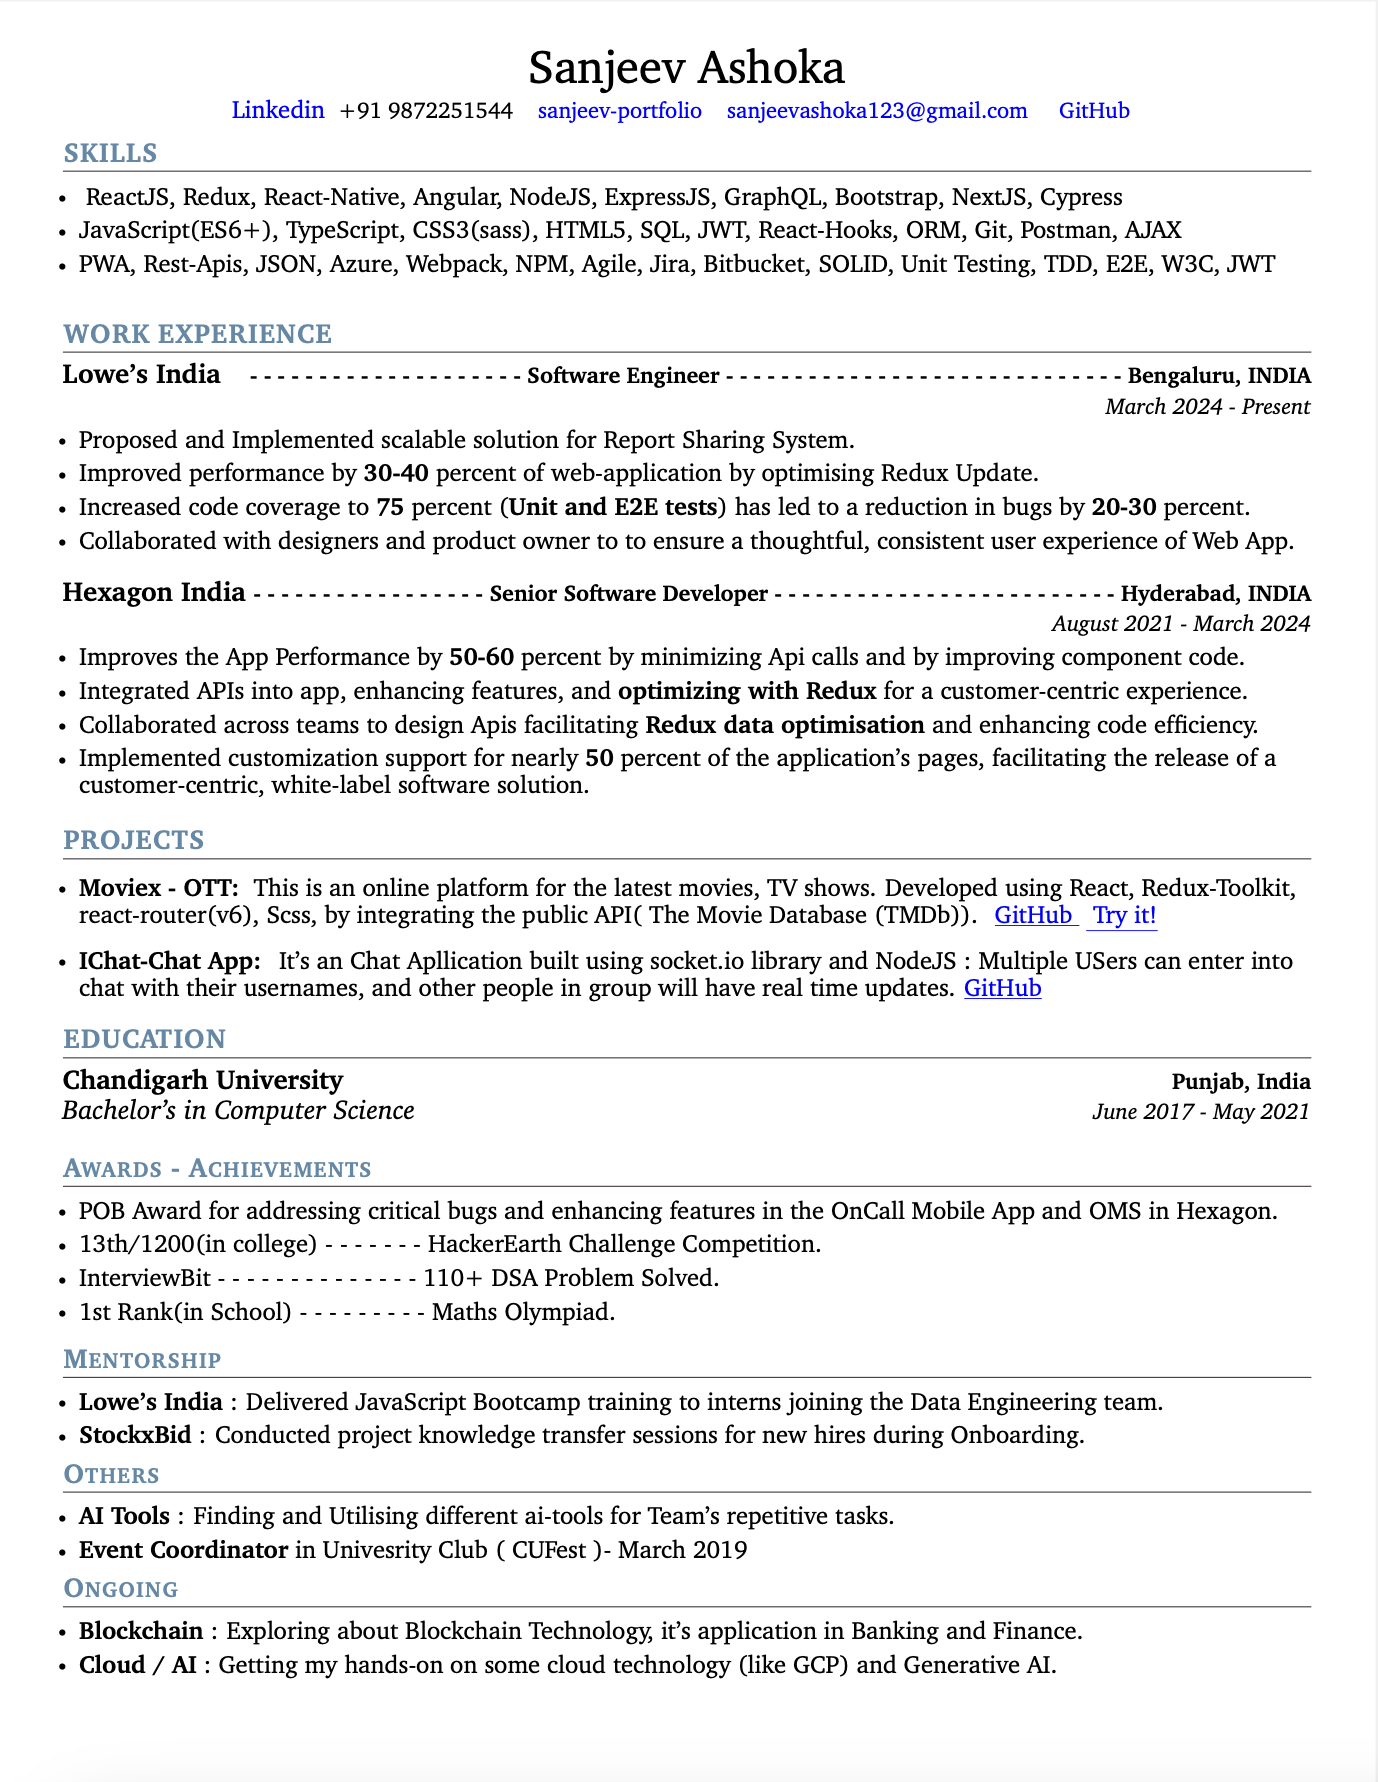 Sanjeev Ashoka
Linkedin +91 9872251544 sanjeev-portfolio sanjeevashoka123@gmail.com GitHub
SKILLS
• ReactJS, Redux, React-Native, Angular, NodeJS, ExpressJS, GraphQL, Bootstrap, NextJS, Cypress
• JavaScript(ES6+), TypeScript, CSS3(sass), HTML5, SQL, JWT, React-Hooks, ORM, Git, Postman, AJAX
• PWA, Rest-Apis, JSON, Azure, Webpack, NPM, Agile, Jira, Bitbucket, SOLID, Unit Testing, TDD, E2E, W3C, JWT
WORK EXPERIENCE
Lowe’s India - - - - - - - - - - - - - - - - - - - - Software Engineer - - - - - - - - - - - - - - - - - - - - - - - - - - - - - Bengaluru, INDIA
March 2024 - Present
• Proposed and Implemented scalable solution for Report Sharing System.
• Improved performance by 30-40 percent of web-application by optimising Redux Update.
• Increased code coverage to 75 percent (Unit and E2E tests) has led to a reduction in bugs by 20-30 percent.
• Collaborated with designers and product owner to to ensure a thoughtful, consistent user experience of Web App.
Hexagon India - - - - - - - - - - - - - - - - - Senior Software Developer - - - - - - - - - - - - - - - - - - - - - - - - - Hyderabad, INDIA
August 2021 - March 2024
• Improves the App Performance by 50-60 percent by minimizing Api calls and by improving component code.
• Integrated APIs into app, enhancing features, and optimizing with Redux for a customer-centric experience.
• Collaborated across teams to design Apis facilitating Redux data optimisation and enhancing code efficiency.
• Implemented customization support for nearly 50 percent of the application’s pages, facilitating the release of a
customer-centric, white-label software solution.
PROJECTS
• Moviex - OTT: This is an online platform for the latest movies, TV shows. Developed using React, Redux-Toolkit,
react-router(v6), Scss, by integrating the public API( The Movie Database (TMDb)). GitHub Try it!
• IChat-Chat App: It’s an Chat Apllication built using socket.io library and NodeJS : Multiple USers can enter into
chat with their usernames, and other people in group will have real time updates. GitHub
EDUCATION
Chandigarh University Punjab, India
Bachelor’s in Computer Science June 2017 - May 2021
AWARDS - ACHIEVEMENTS
• POB Award for addressing critical bugs and enhancing features in the OnCall Mobile App and OMS in Hexagon.
• 13th/1200(in college) - - - - - - - HackerEarth Challenge Competition.
• InterviewBit - - - - - - - - - - - - - - 110+ DSA Problem Solved.
• 1st Rank(in School) - - - - - - - - - Maths Olympiad.
MENTORSHIP
• Lowe’s India : Delivered JavaScript Bootcamp training to interns joining the Data Engineering team.
• StockxBid : Conducted project knowledge transfer sessions for new hires during Onboarding.
OTHERS
• AI Tools : Finding and Utilising different ai-tools for Team’s repetitive tasks.
• Event Coordinator in Univesrity Club ( CUFest )- March 2019
ONGOING
• Blockchain : Exploring about Blockchain Technology, it’s application in Banking and Finance.
• Cloud / AI : Getting my hands-on on some cloud technology (like GCP) and Generative AI.